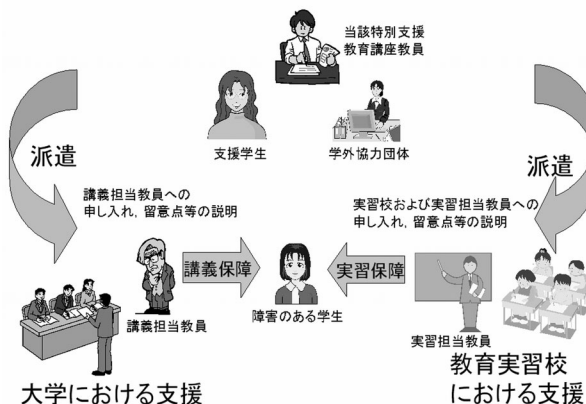 当該特別支援
教育講座教員
支援学生
学外協力団体
派遣
派遣
講義担当教員への
申し入れ, 留意点等の説明
実習校および実習担当教員への
申し入れ, 留意点等の説明
講義保障
実習保障
講義担当教員
障害のある学生
実習担当教員
大学における支援
教育実習校
における支援